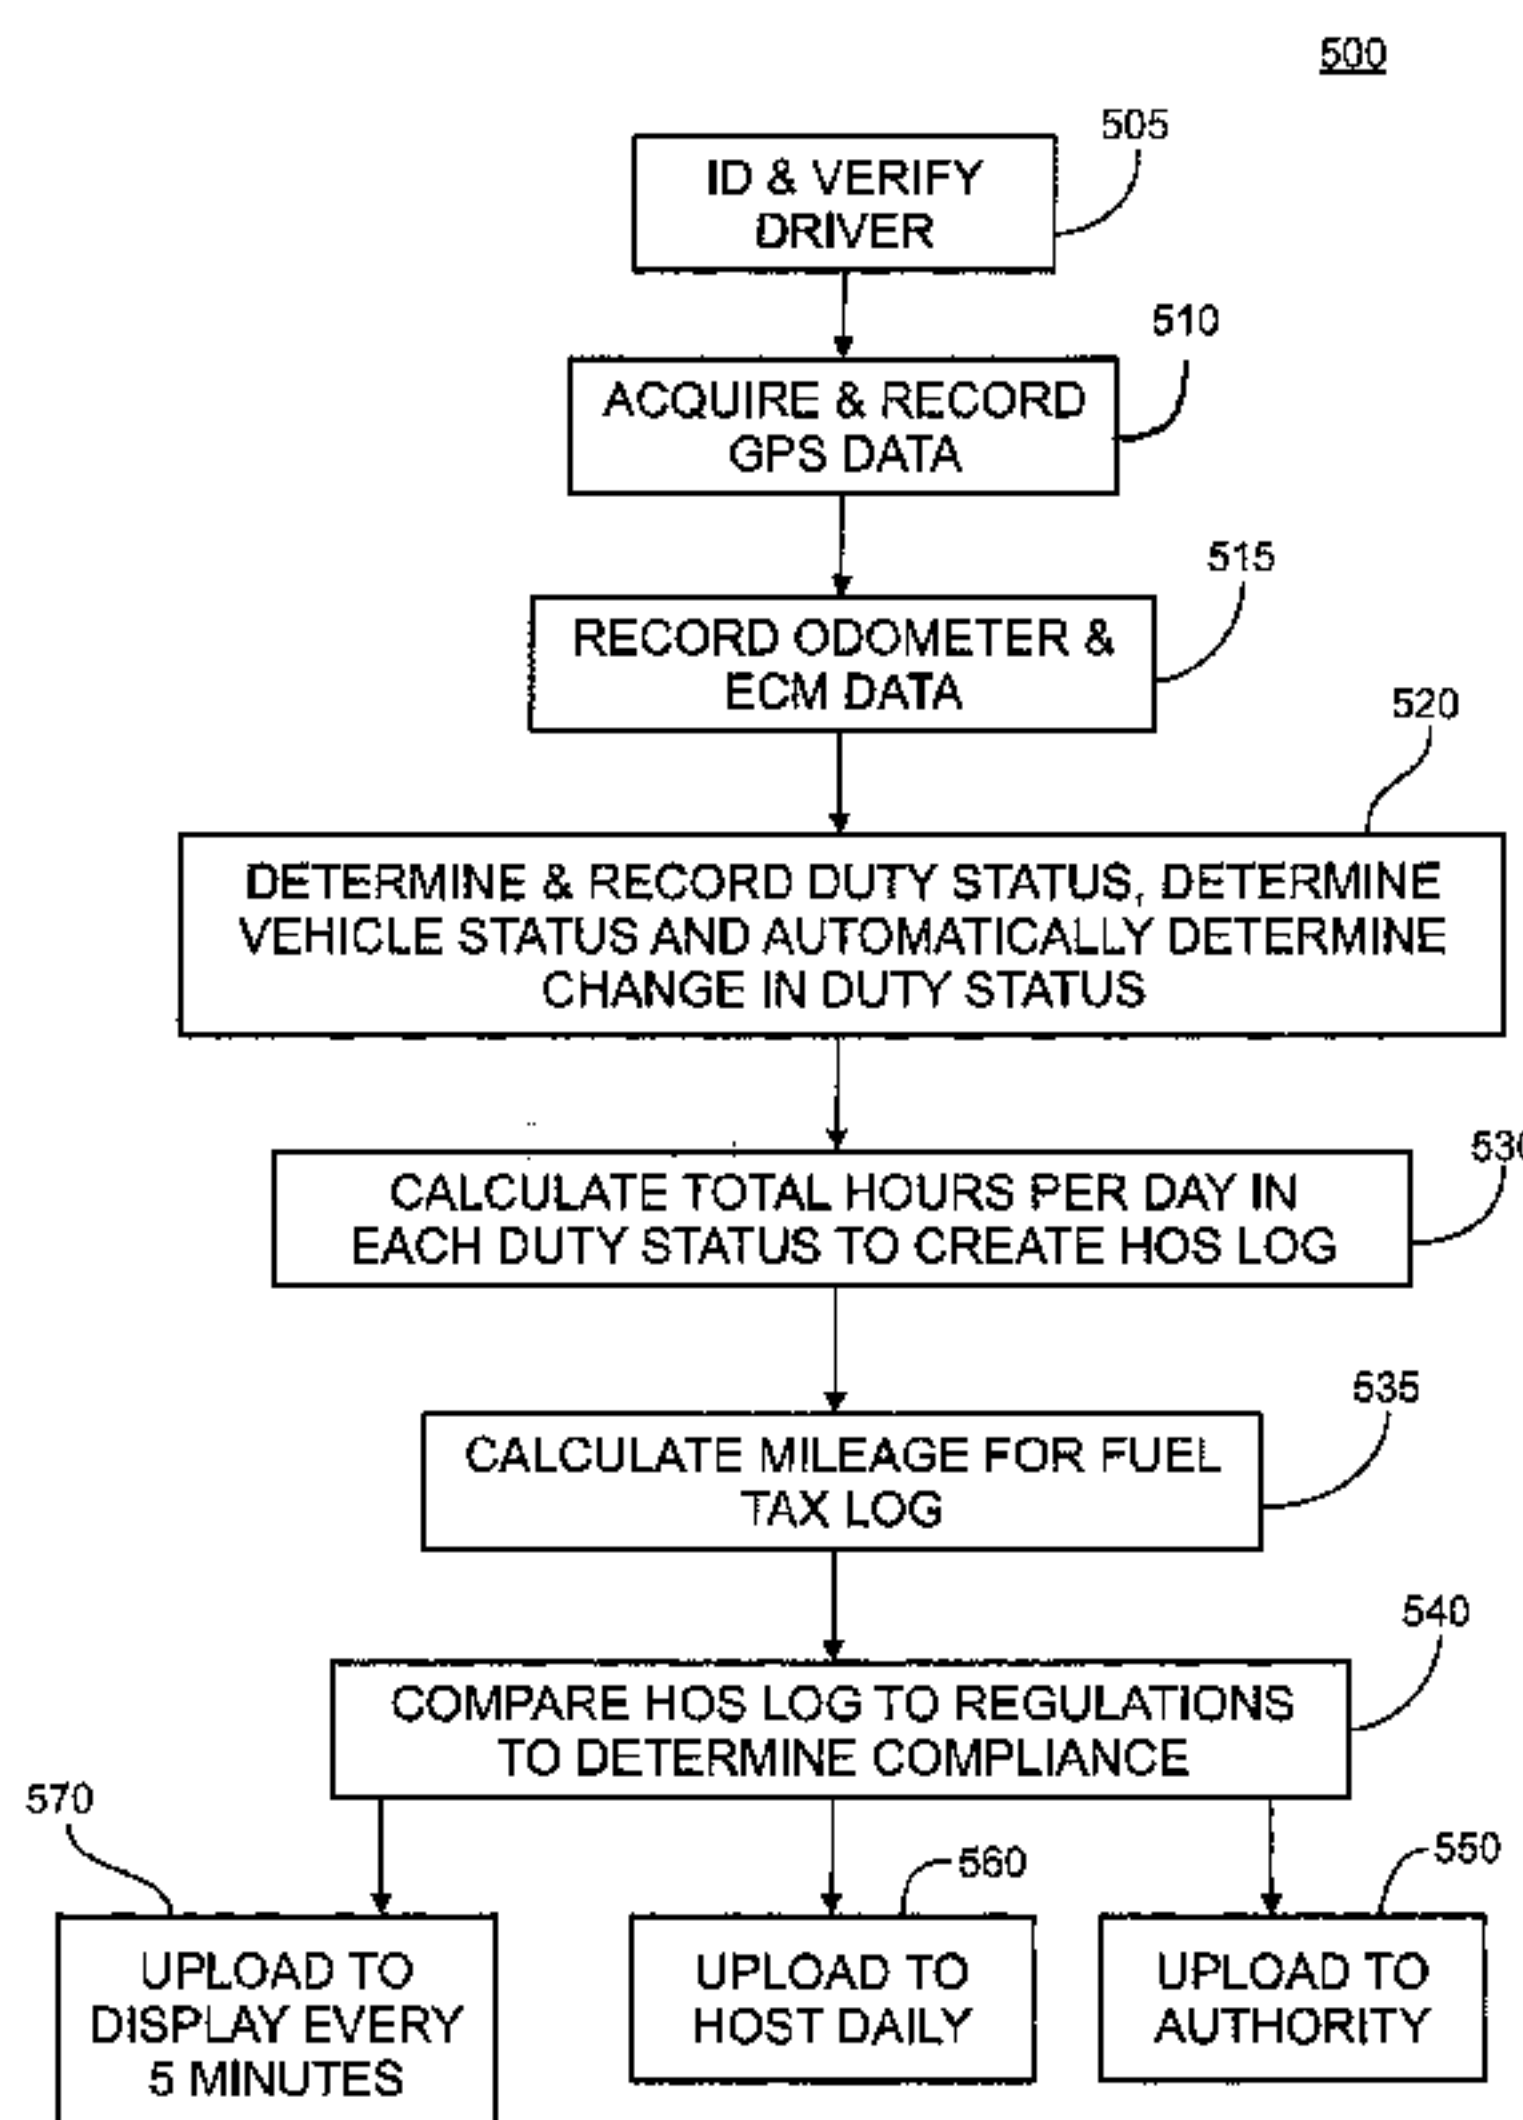 500
505
ID & VERIFY
DRIVER
510
ACQUIRE & RECORD
GPS DATA
515
RECORD ODOMETER &
ECM DATA
520
DETERMINE & RECORD DUTY STATUS, DETERMINE
VEHICLE STATUS AND AUTOMATICALLY DETERMINE
CHANGE IN DUTY STATUS
530
CALCULATE TOTAL HOURS PER DAY IN
EACH DUTY STATUS TO CREATE HOS LOG
535
CALCULATE MILEAGE FOR FUEL
TAX LOG
540
COMPARE HOS LOG TO REGULATIONS
TO DETERMINE COMPLIANCE
570
UPLOAD TO
DISPLAY EVERY
5 MINUTES
560
UPLOAD TO
HOST DAILY
550
UPLOAD TO
AUTHORITY